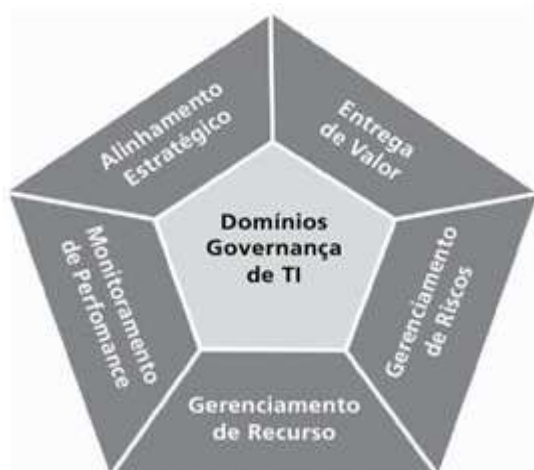 Alinhamento
Estratégico
Entrega
de Valor
Domínios
Governança
de TI
Monitoramento
de Perfomance
Gerenciamento
de Riscos
Gerenciamento
de Recurso